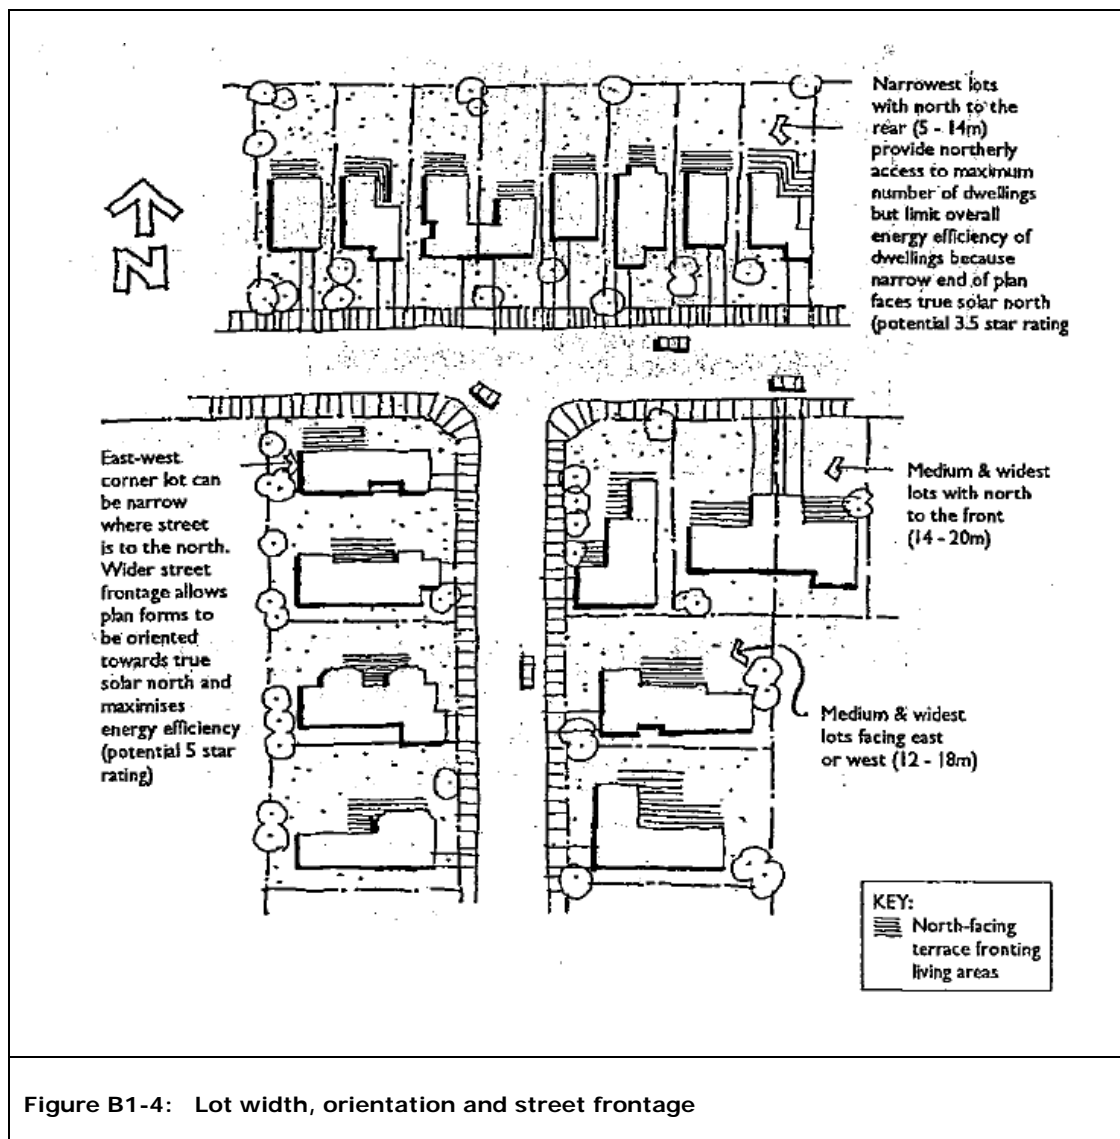 Narrowest lots
with north to the
rear (5 - 14m)
provide northerly
access to maximum
number of dwellings
but limit overall
energy efficiency of
dwellings because
narrow end of plan
faces true solar north
(potential 3.5 star rating
N
East-west
corner lot can
be narrow
where street
is to the north.
Wider street
frontage allows
plan forms to
be oriented
towards true
solar north and
maximises
energy efficiency
(potential 5 star
rating)
Medium & widest
lots with north
to the front
(14 - 20m)
Medium & widest
lots facing east
or west (12 - 18m)
KEY:
North-facing
terrace fronting
living areas
Figure B1-4: Lot width, orientation and street frontage